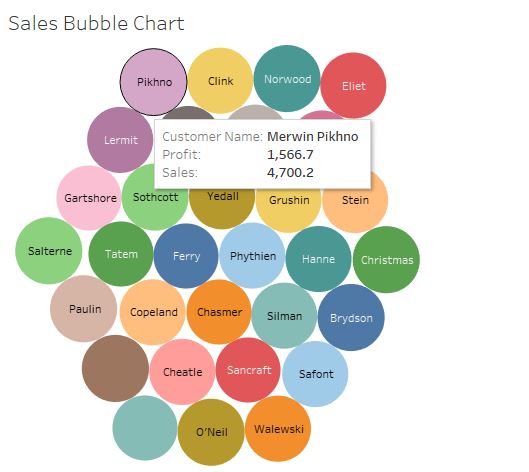 Sales Bubble Chart
Pikhno
Clink
Norwood
Eliet
Lermit
Customer Name: Merwin Pikhno
Profit: 1,566.7
Sales: 4,700.2
Gartshore
Sothcott
Yedall
Grushin
Stein
Salterne
Tatem
Ferry
Phythien
Hanne
Christmas
Paulin
Copeland
Chasmer
Silman
Brydson
Cheatle
Sancraft
Safont
O'Neil
Walewski